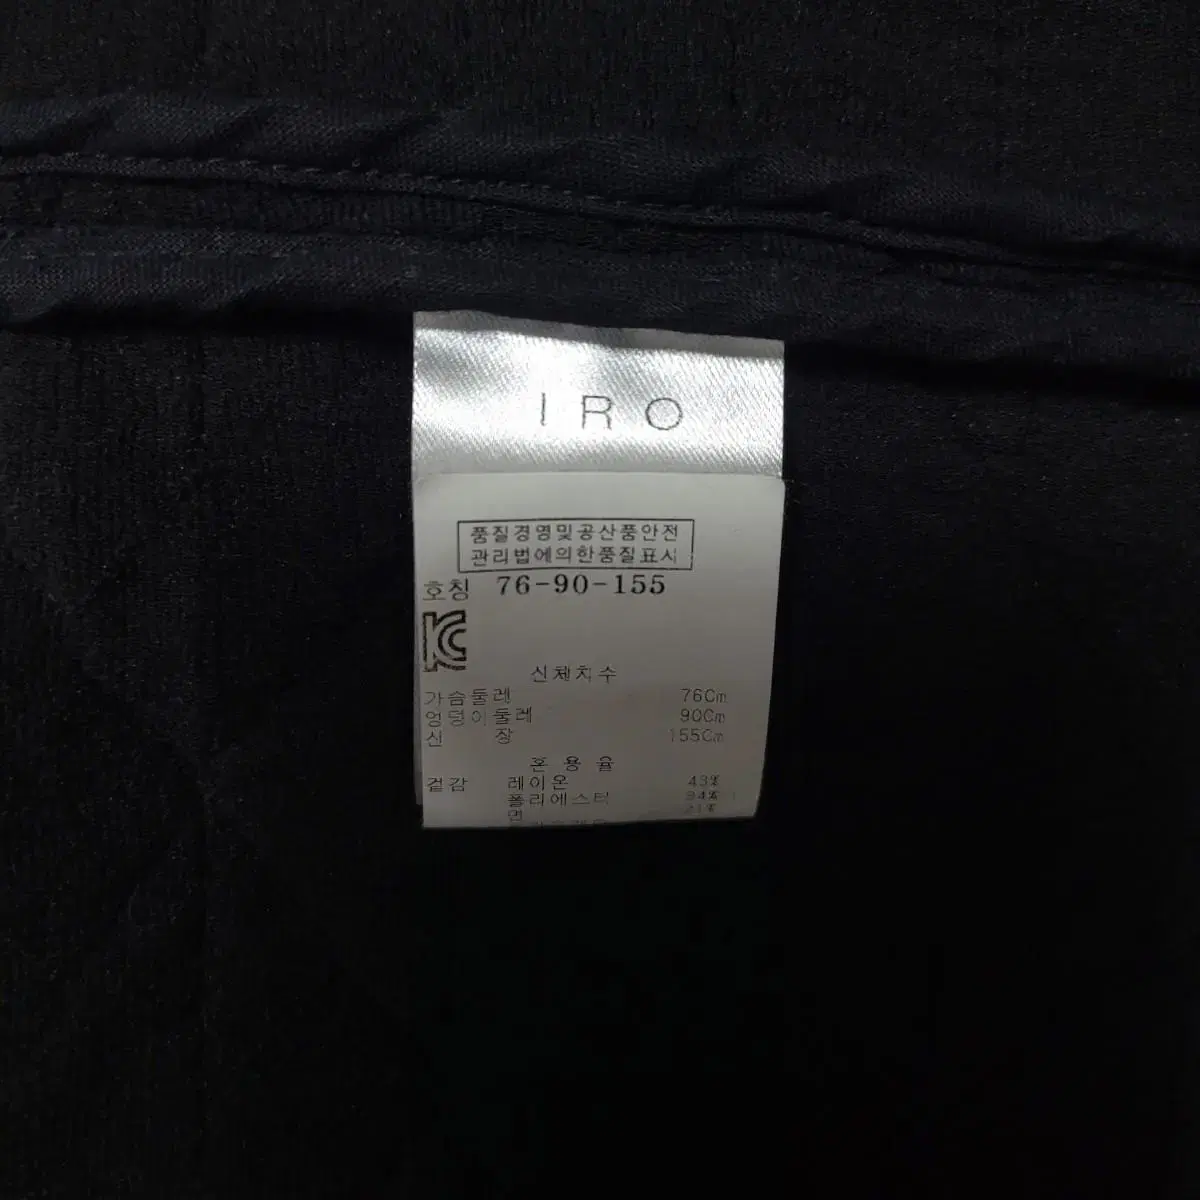 IRO
품질경영및공산품안전
관리법에의한품질표시
호칭 76-90-155
신체치수
가슴둘레 76Cm
엉덩이둘레 90Cm
신 장 155Cm
혼 용 율
겉감 레이온 43%
폴리에스터 34%
면 21%